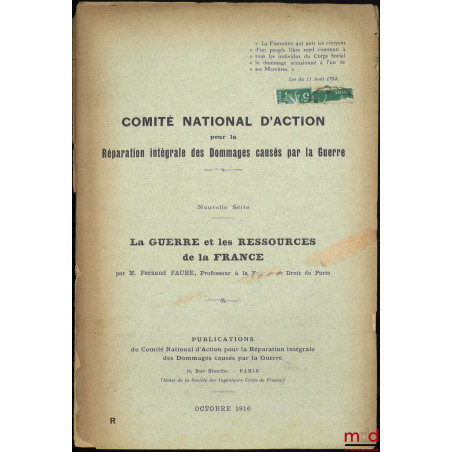 « La Fraternité qui unit les citoyens
« d'un peuple libre rend commun à
« tous les individus du Corps Social
« le dommage occasionné à l'un de
« ses Membres. »
Loi du 11 Août 1792.
COMITÉ NATIONAL D'ACTION
pour la
Réparation intégrale des Dommages causés par la Guerre
Nouvelle Série
La GUERRE et les RESSOURCES
de la FRANCE
par M. Fernand FAURE, Professeur à la Droit de Paris
PUBLICATIONS
du Comité National d'Action pour la Réparation intégrale
des Dommages causés par la Guerre
Rue Blanche - PARIS
(Hôtel de la Société des Ingénieurs Civils de France)
OCTOBRE 1916
R